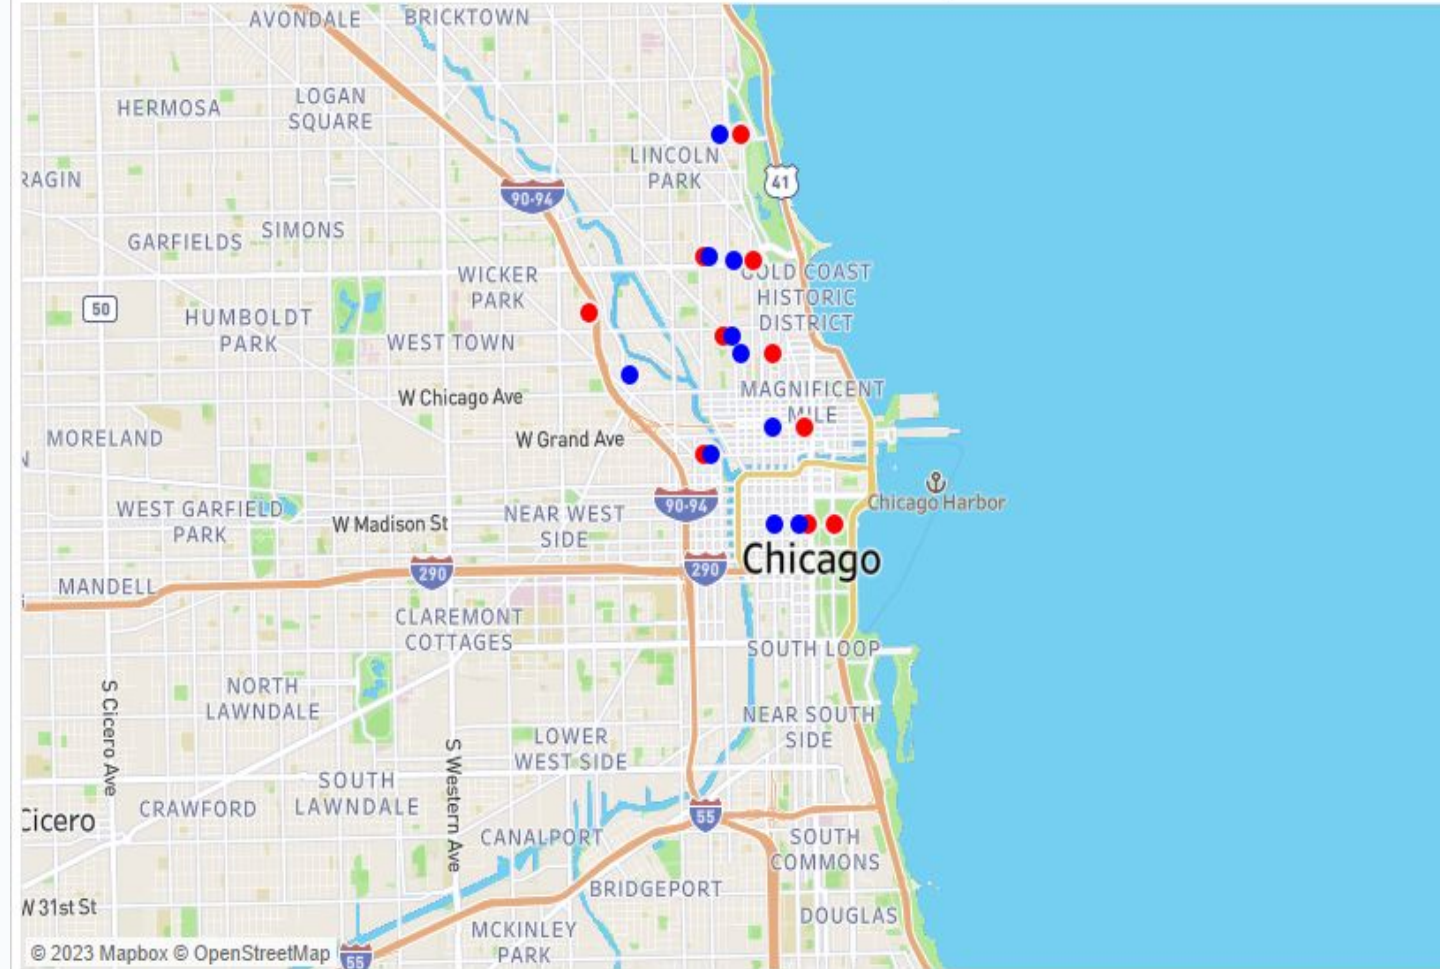 AVONDALE
BRICKTOWN
HERMOSA
LOGAN
SQUARE
LINCOLN
PARK
RAGIN
41
90-94
GARFIELDS
SIMONS
WICKER
PARK
GOLD COAST
HISTORIC
DISTRICT
50
HUMBOLDT
PARK
WEST TOWN
W Chicago Ave
MAGNIFICENT
MILE
MORELAND
W Grand Ave
N
90-94
Chicago Harbor
WEST GARFIELD
PARK
W Madison St
NEAR WEST
SIDE
Chicago
290
290
MANDELL
CLAREMONT
COTTAGES
SOUTH LOOP
S Cicero Ave
NORTH
LAWNDALE
NEAR SOUTH
SIDE
S Western Ave
LOWER
WEST SIDE
SOUTH
LAWNDALE
CRAWFORD
Cicero
55
CANALPORT
SOUTH
COMMONS
BRIDGEPORT
W 31st St
DOUGLAS
MCKINLEY
PARK
© 2023 Mapbox © OpenStreetMap
55